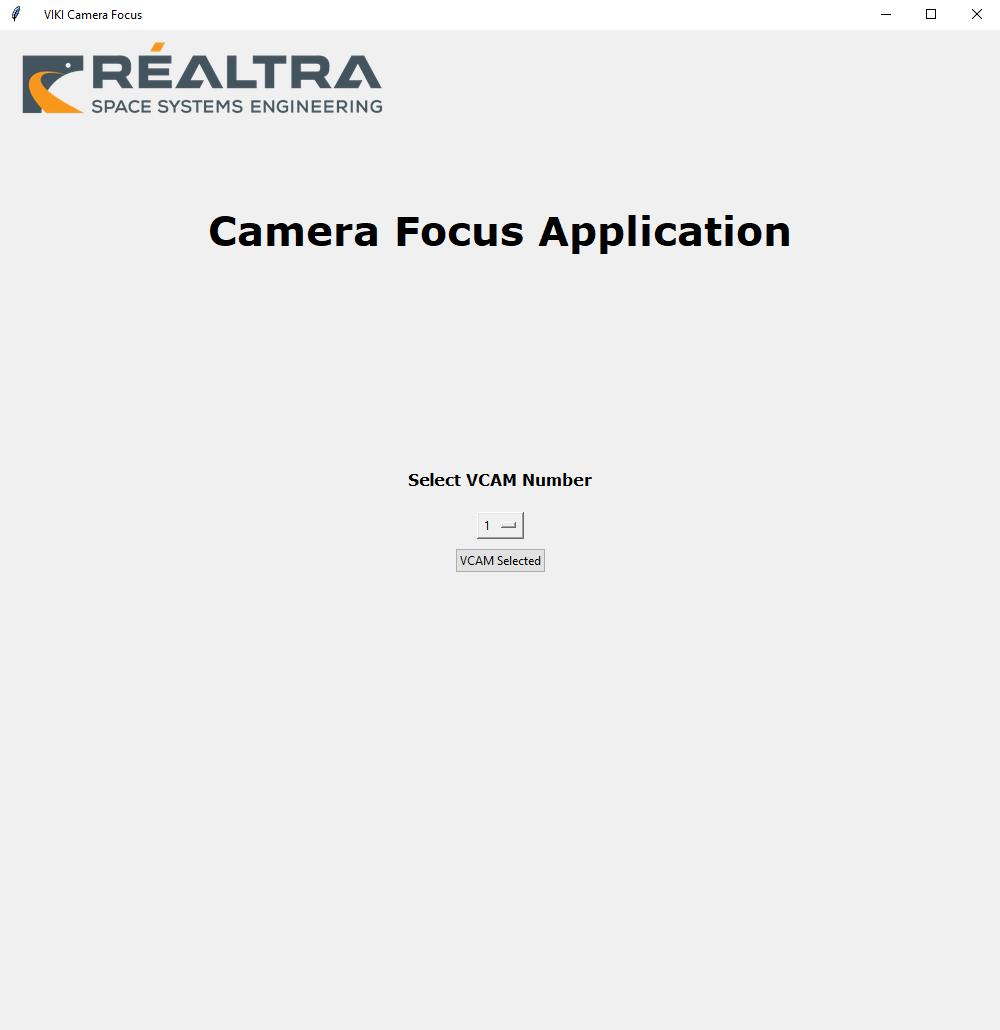 VIKI Camera Focus
RÉALTRA
SPACE SYSTEMS ENGINEERING
Camera Focus Application
Select VCAM Number
1
VCAM Selected